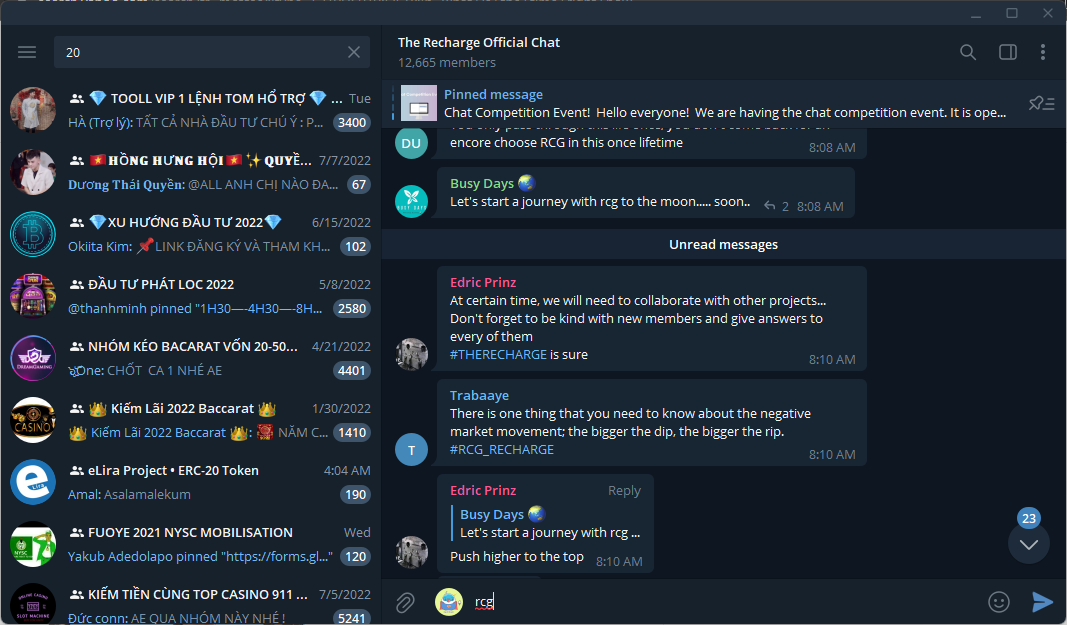 20
TOOLL VIP 1 LỆNH TOM HỔ TRỢ 💎 ... Tue
HÀ (Trợ lý): TẤT CẢ NHÀ ĐẦU TƯ CHÚ Ý : P... 3400
🇻🇳HỒNG HƯNG HỘI🇻🇳✨QUYỀ... 7/7/2022
Dương Thái Quyền: @ALL ANH CHỊ NÀO ĐA... 67
💎XU HƯỚNG ĐẦU TƯ 2022💎 6/15/2022
Okiita Kim: 📌LINK ĐĂNG KÝ VÀ THAM KH... 102
ĐẦU TƯ PHÁT LOC 2022 5/8/2022
@thanhminh pinned "1H30—-4H30—-8H... 2580
NHÓM KÉO BACARAT VỐN 20-50... 4/21/2022
One: CHỐT CA 1 NHÉ AE 4401
👑 Kiếm Lãi 2022 Baccarat 👑 1/30/2022
👑 Kiếm Lãi 2022 Baccarat 👑: 🧧 NĂM C... 1410
eLira Project • ERC-20 Token 4:04 AM
Amal: Asalamalekum 190
FUOYE 2021 NYSC MOBILISATION Wed
Yakub Adedolapo pinned "https://forms.gl..." 120
KIẾM TIỀN CÙNG TOP CASINO 911 ... 7/5/2022
Đức conn: AE QUA NHÓM NÀY NHÉ ! 5241
The Recharge Official Chat
12,665 members
Pinned message
Chat Competition Event! Hello everyone! We are having the chat competition event. It is ope...
DU
encore choose RCG in this once lifetime
8:08 AM
Busy Days 🌏
Let's start a journey with rcg to the moon..... soon.. 2 8:08 AM
Unread messages
Edric Prinz
At certain time, we will need to collaborate with other projects...
Don't forget to be kind with new members and give answers to
every of them
#THERECHARGE is sure
8:10 AM
Trabaaye
There is one thing that you need to know about the negative
market movement; the bigger the dip, the bigger the rip.
#RCG_RECHARGE
T
8:10 AM
Edric Prinz Reply
Busy Days 🌏
Let's start a journey with rcg ...
Push higher to the top 8:10 AM
23
rcg